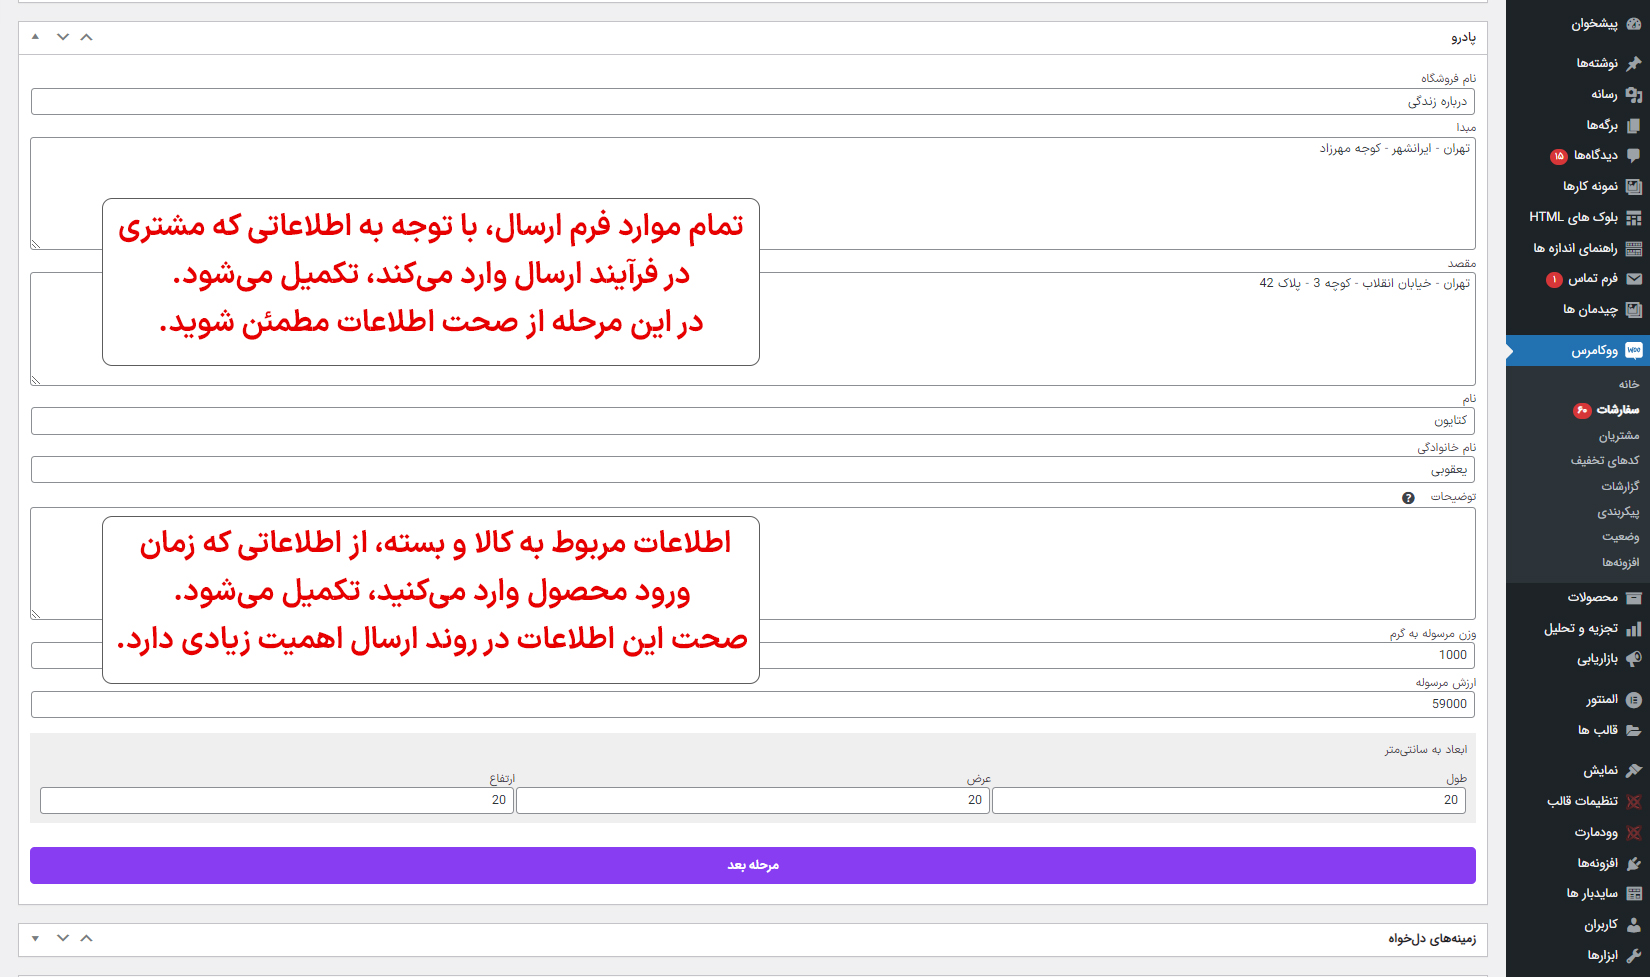 پیشخوان
نوشته‌ها
رسانه
برگه‌ها
دیدگاه‌ها ۱۵
نمونه کارها
بلوک های HTML
راهنمای اندازه ها
فرم تماس ۱
چیدمان ها
ووکامرس
خانه
سفارشات ۶۰
مشتریان
کدهای تخفیف
گزارشات
پیکربندی
وضعیت
افزونه‌ها
محصولات
تجزیه و تحلیل
بازاریابی
المنتور
قالب ها
نمایش
تنظیمات قالب
وودمارت
افزونه‌ها
سایدبار ها
کاربران
ابزارها
پادرو
نام فروشگاه
درباره زندگی
مبدا
تهران - ایرانشهر - کوچه مهرزاد
تمام موارد فرم ارسال، با توجه به اطلاعاتی که مشتری
در فرآیند ارسال وارد می‌کند، تکمیل می‌شود.
در این مرحله از صحت اطلاعات مطمئن شوید.
مقصد
تهران - خیابان انقلاب - کوچه 3 - پلاک 42
نام
کتایون
نام خانوادگی
یعقوبی
توضیحات ?
اطلاعات مربوط به کالا و بسته، از اطلاعاتی که زمان
ورود محصول وارد می‌کنید، تکمیل می‌شود.
صحت این اطلاعات در روند ارسال اهمیت زیادی دارد.
وزن مرسوله به گرم
1000
ارزش مرسوله
59000
ابعاد به سانتی‌متر
طول عرض ارتفاع
20 20 20
مرحله بعد
زمینه‌های دل‌خواه